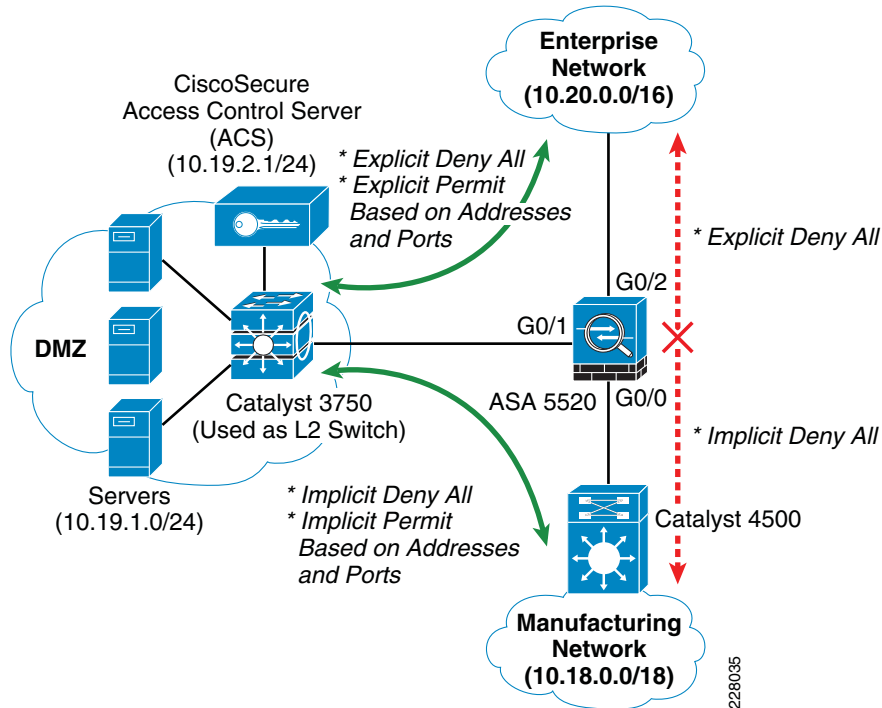 Enterprise
Network
(10.20.0.0/16)
CiscoSecure
Access Control Server
(ACS)
(10.19.2.1/24)
* Explicit Deny All
* Explicit Permit
Based on Addresses
and Ports
* Explicit Deny All
G0/2
G0/1
DMZ
ASA 5520
G0/0
Catalyst 3750
(Used as L2 Switch)
* Implicit Deny All
Servers
(10.19.1.0/24)
* Implicit Deny All
* Implicit Permit
Based on Addresses
and Ports
Catalyst 4500
Manufacturing
Network
(10.18.0.0/18)
228035